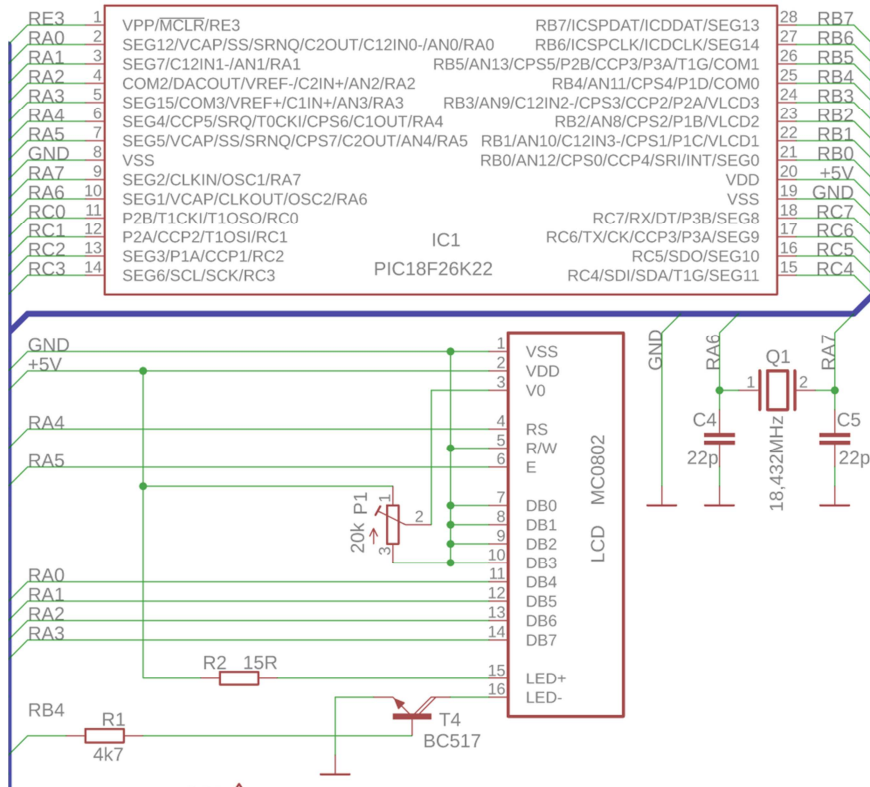 RE3 1 VPP/MCLR/RE3 RB7/ICSPDAT/ICDDAT/SEG13 28 RB7
RA0 2 SEG12/VCAP/SS/SRNQ/C2OUT/C12IN0-/AN0/RA0 RB6/ICSPCLK/ICDCLK/SEG14 27 RB6
RA1 3 SEG7/C12IN1-/AN1/RA1 RB5/AN13/CPS5/P2B/CCP3/P3A/T1G/COM1 26 RB5
RA2 4 COM2/DACOUT/VREF-/C2IN+/AN2/RA2 RB4/AN11/CPS4/P1D/COM0 25 RB4
RA3 5 SEG15/COM3/VREF+/C1IN+/AN3/RA3 RB3/AN9/C12IN2-/CPS3/CCP2/P2A/VLCD3 24 RB3
RA4 6 SEG4/CCP5/SRQ/T0CKI/CPS6/C1OUT/RA4 RB2/AN8/CPS2/P1B/VLCD2 23 RB2
RA5 7 SEG5/VCAP/SS/SRNQ/CPS7/C2OUT/AN4/RA5 RB1/AN10/C12IN3-/CPS1/P1C/VLCD1 22 RB1
GND 8 VSS RB0/AN12/CPS0/CCP4/SRI/INT/SEG0 21 RB0
RA7 9 SEG2/CLKIN/OSC1/RA7 VDD 20 +5V
RA6 10 SEG1/VCAP/CLKOUT/OSC2/RA6 VSS 19 GND
RC0 11 P2B/T1CKI/T1OSO/RC0 RC7/RX/DT/P3B/SEG8 18 RC7
RC1 12 P2A/CCP2/T1OSI/RC1 RC6/TX/CK/CCP3/P3A/SEG9 17 RC6
RC2 13 SEG3/P1A/CCP1/RC2 RC5/SDO/SEG10 16 RC5
RC3 14 SEG6/SCL/SCK/RC3 RC4/SDI/SDA/T1G/SEG11 15 RC4
IC1
PIC18F26K22
GND 1 VSS
+5V 2 VDD
3 V0
RA4 4 RS
5 R/W
RA5 6 E
7 DB0
8 DB1
9 DB2
10 DB3
RA0 11 DB4
RA1 12 DB5
RA2 13 DB6
RA3 14 DB7
15 LED+
16 LED-
LCD MC0802
20k P1
1
2
3
R2 15R
RB4
R1
4k7
T4
BC517
GND
RA6
RA7
Q1
1 2
18,432MHz
C4
22p
C5
22p